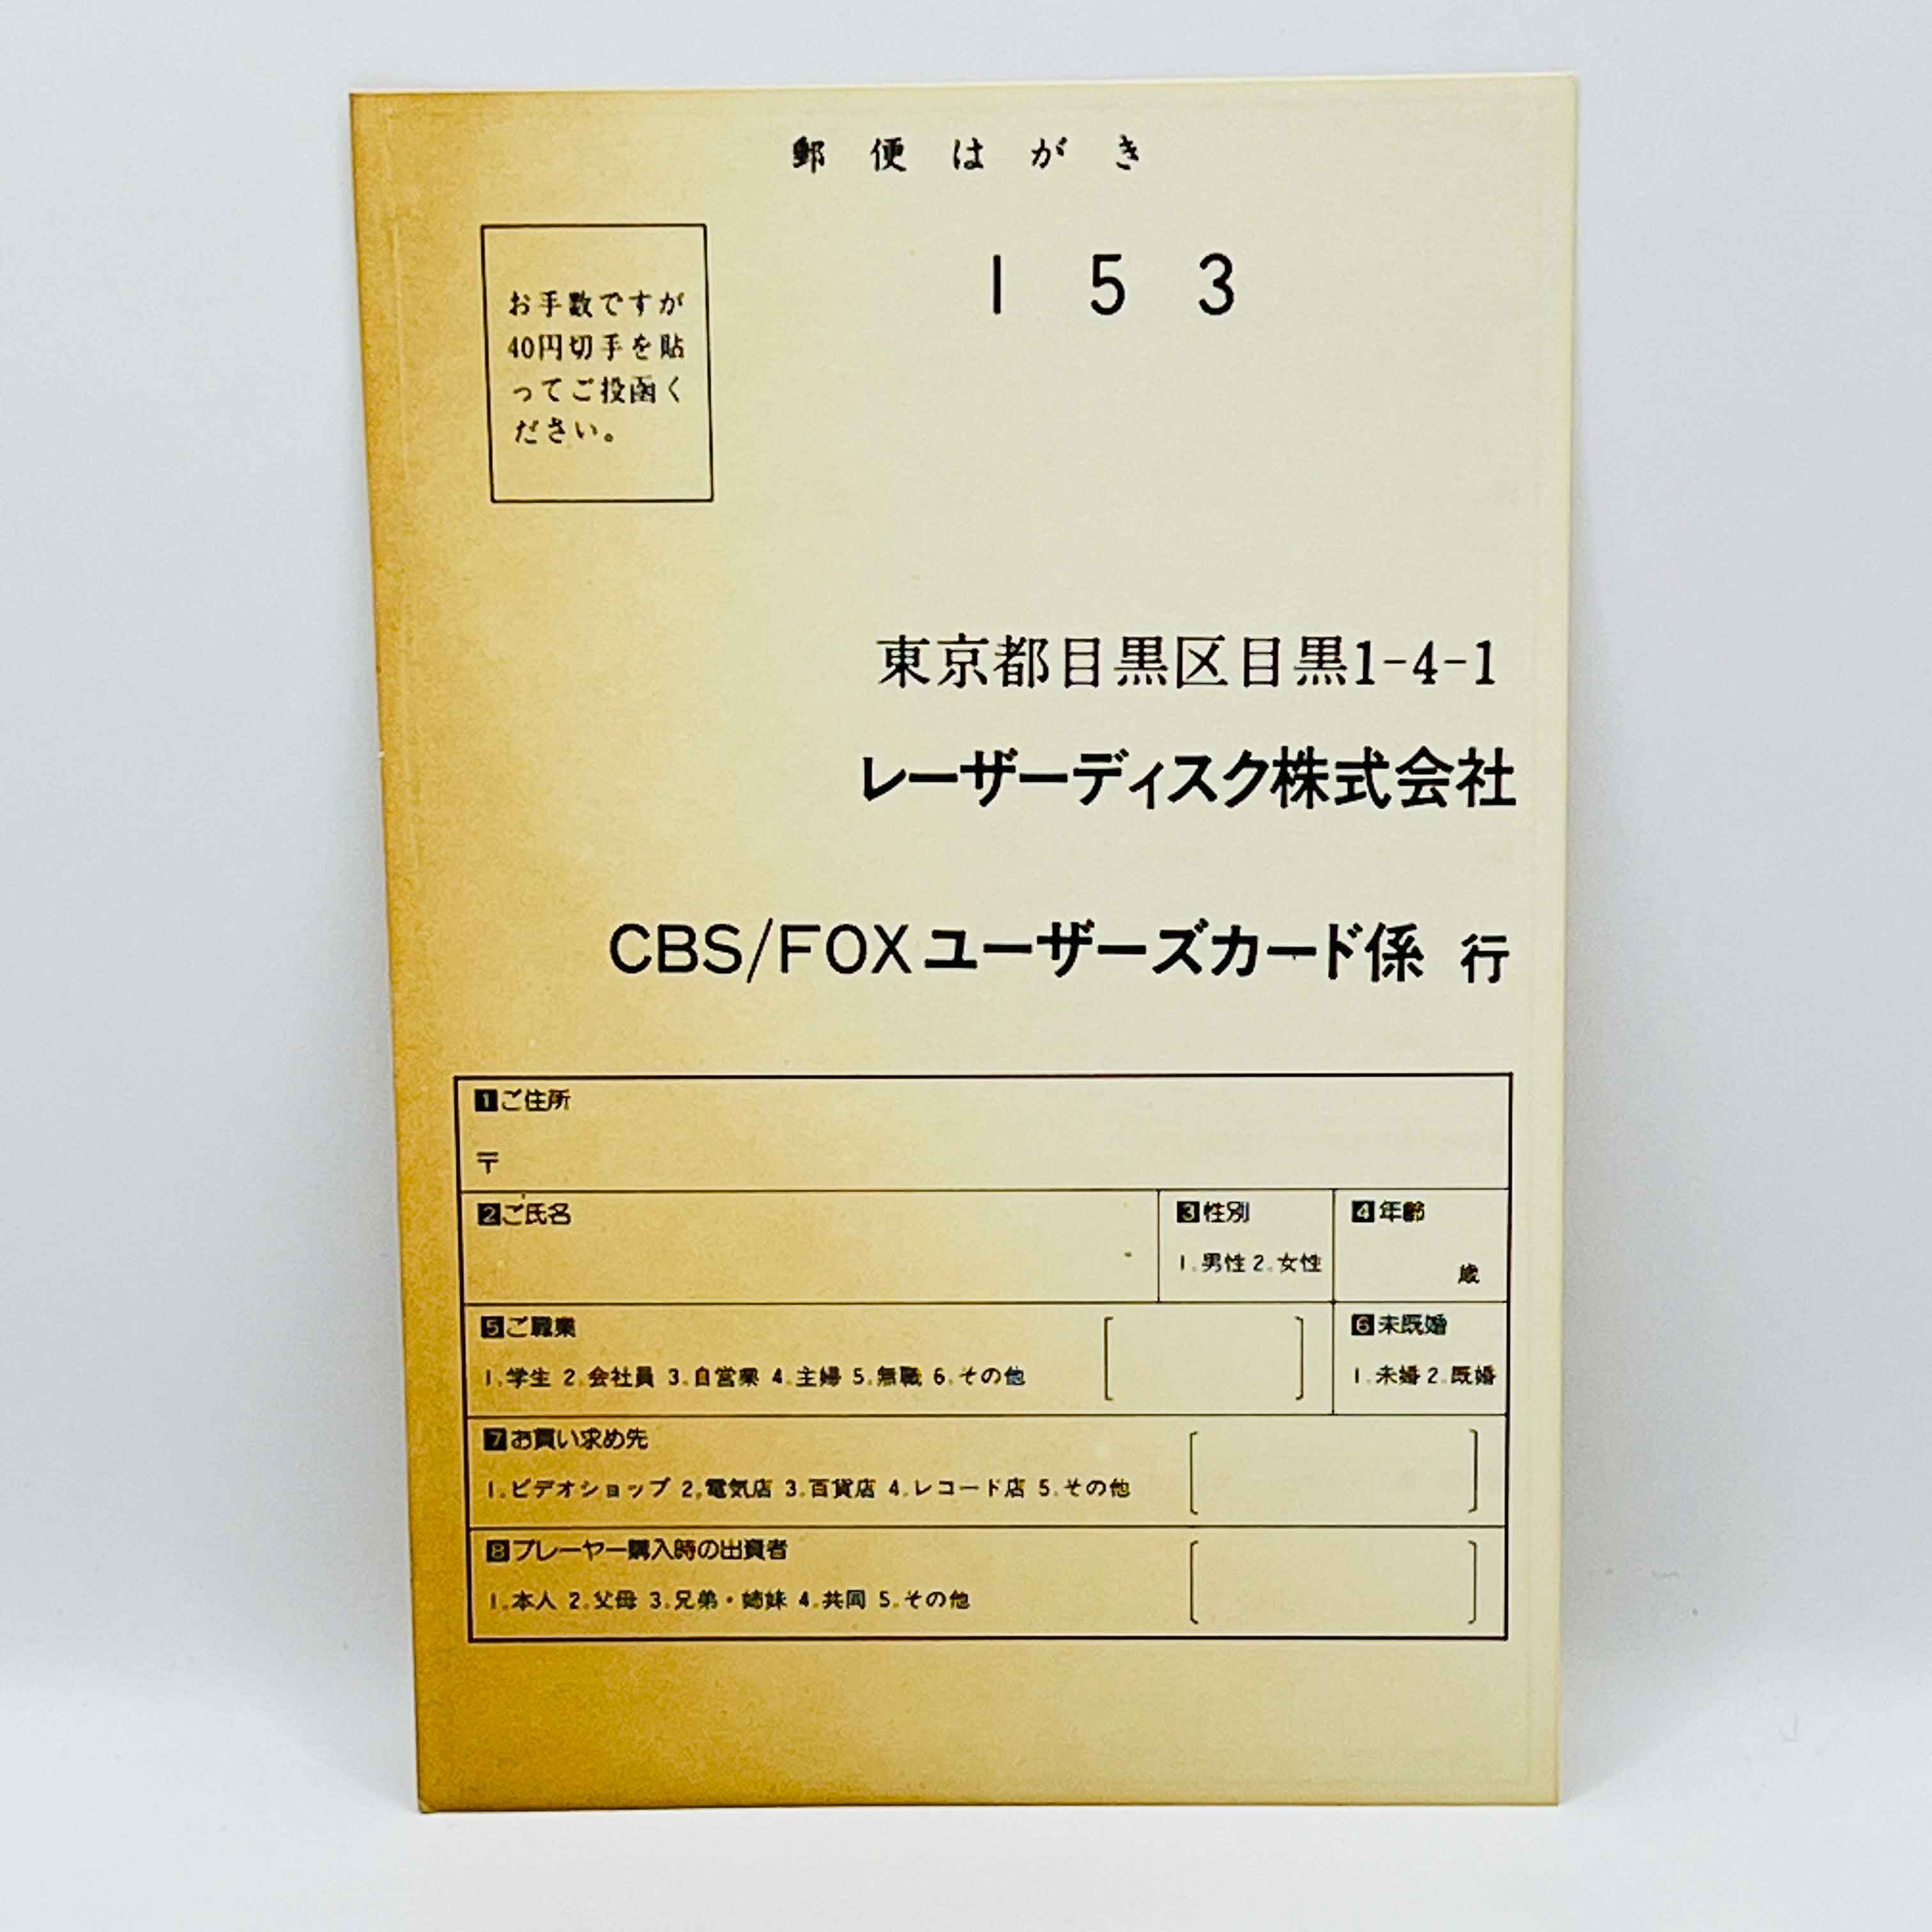 郵便はがき
153
お手数ですが
40円切手を貼
ってご投函く
ださい。
東京都目黒区目黒1-4-1
レーザーディスク株式会社
CBS/FOXユーザーズカード係 行
1ご住所
〒
2ご氏名
3性別
1.男性 2.女性
4年齢
歳
5ご職業
1.学生 2.会社員 3.自営業 4.主婦 5.無職 6.その他
6未既婚
1.未婚 2.既婚
7お買い求め先
1.ビデオショップ 2.電気店 3.百貨店 4.レコード店 5.その他
8プレーヤー購入時の出資者
1.本人 2.父母 3.兄弟・姉妹 4.共同 5.その他